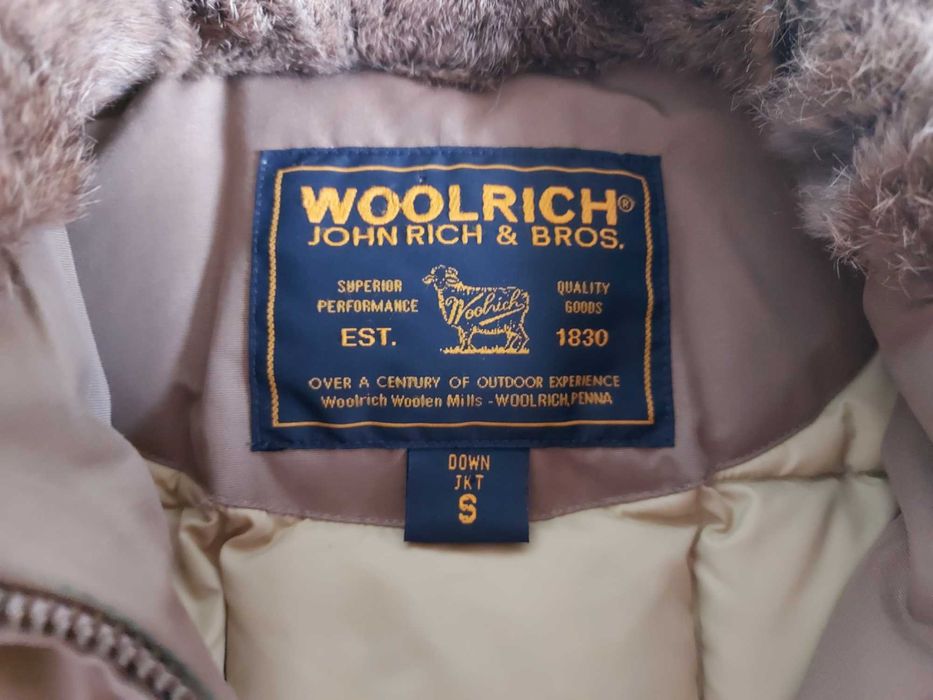 WOOLRICH®
JOHN RICH & BROS.
SUPERIOR
PERFORMANCE
Woolrich
QUALITY
GOODS
EST.
1830
OVER A CENTURY OF OUTDOOR EXPERIENCE
Woolrich Woolen Mills - WOOLRICH, PENNA
DOWN
JKT
S